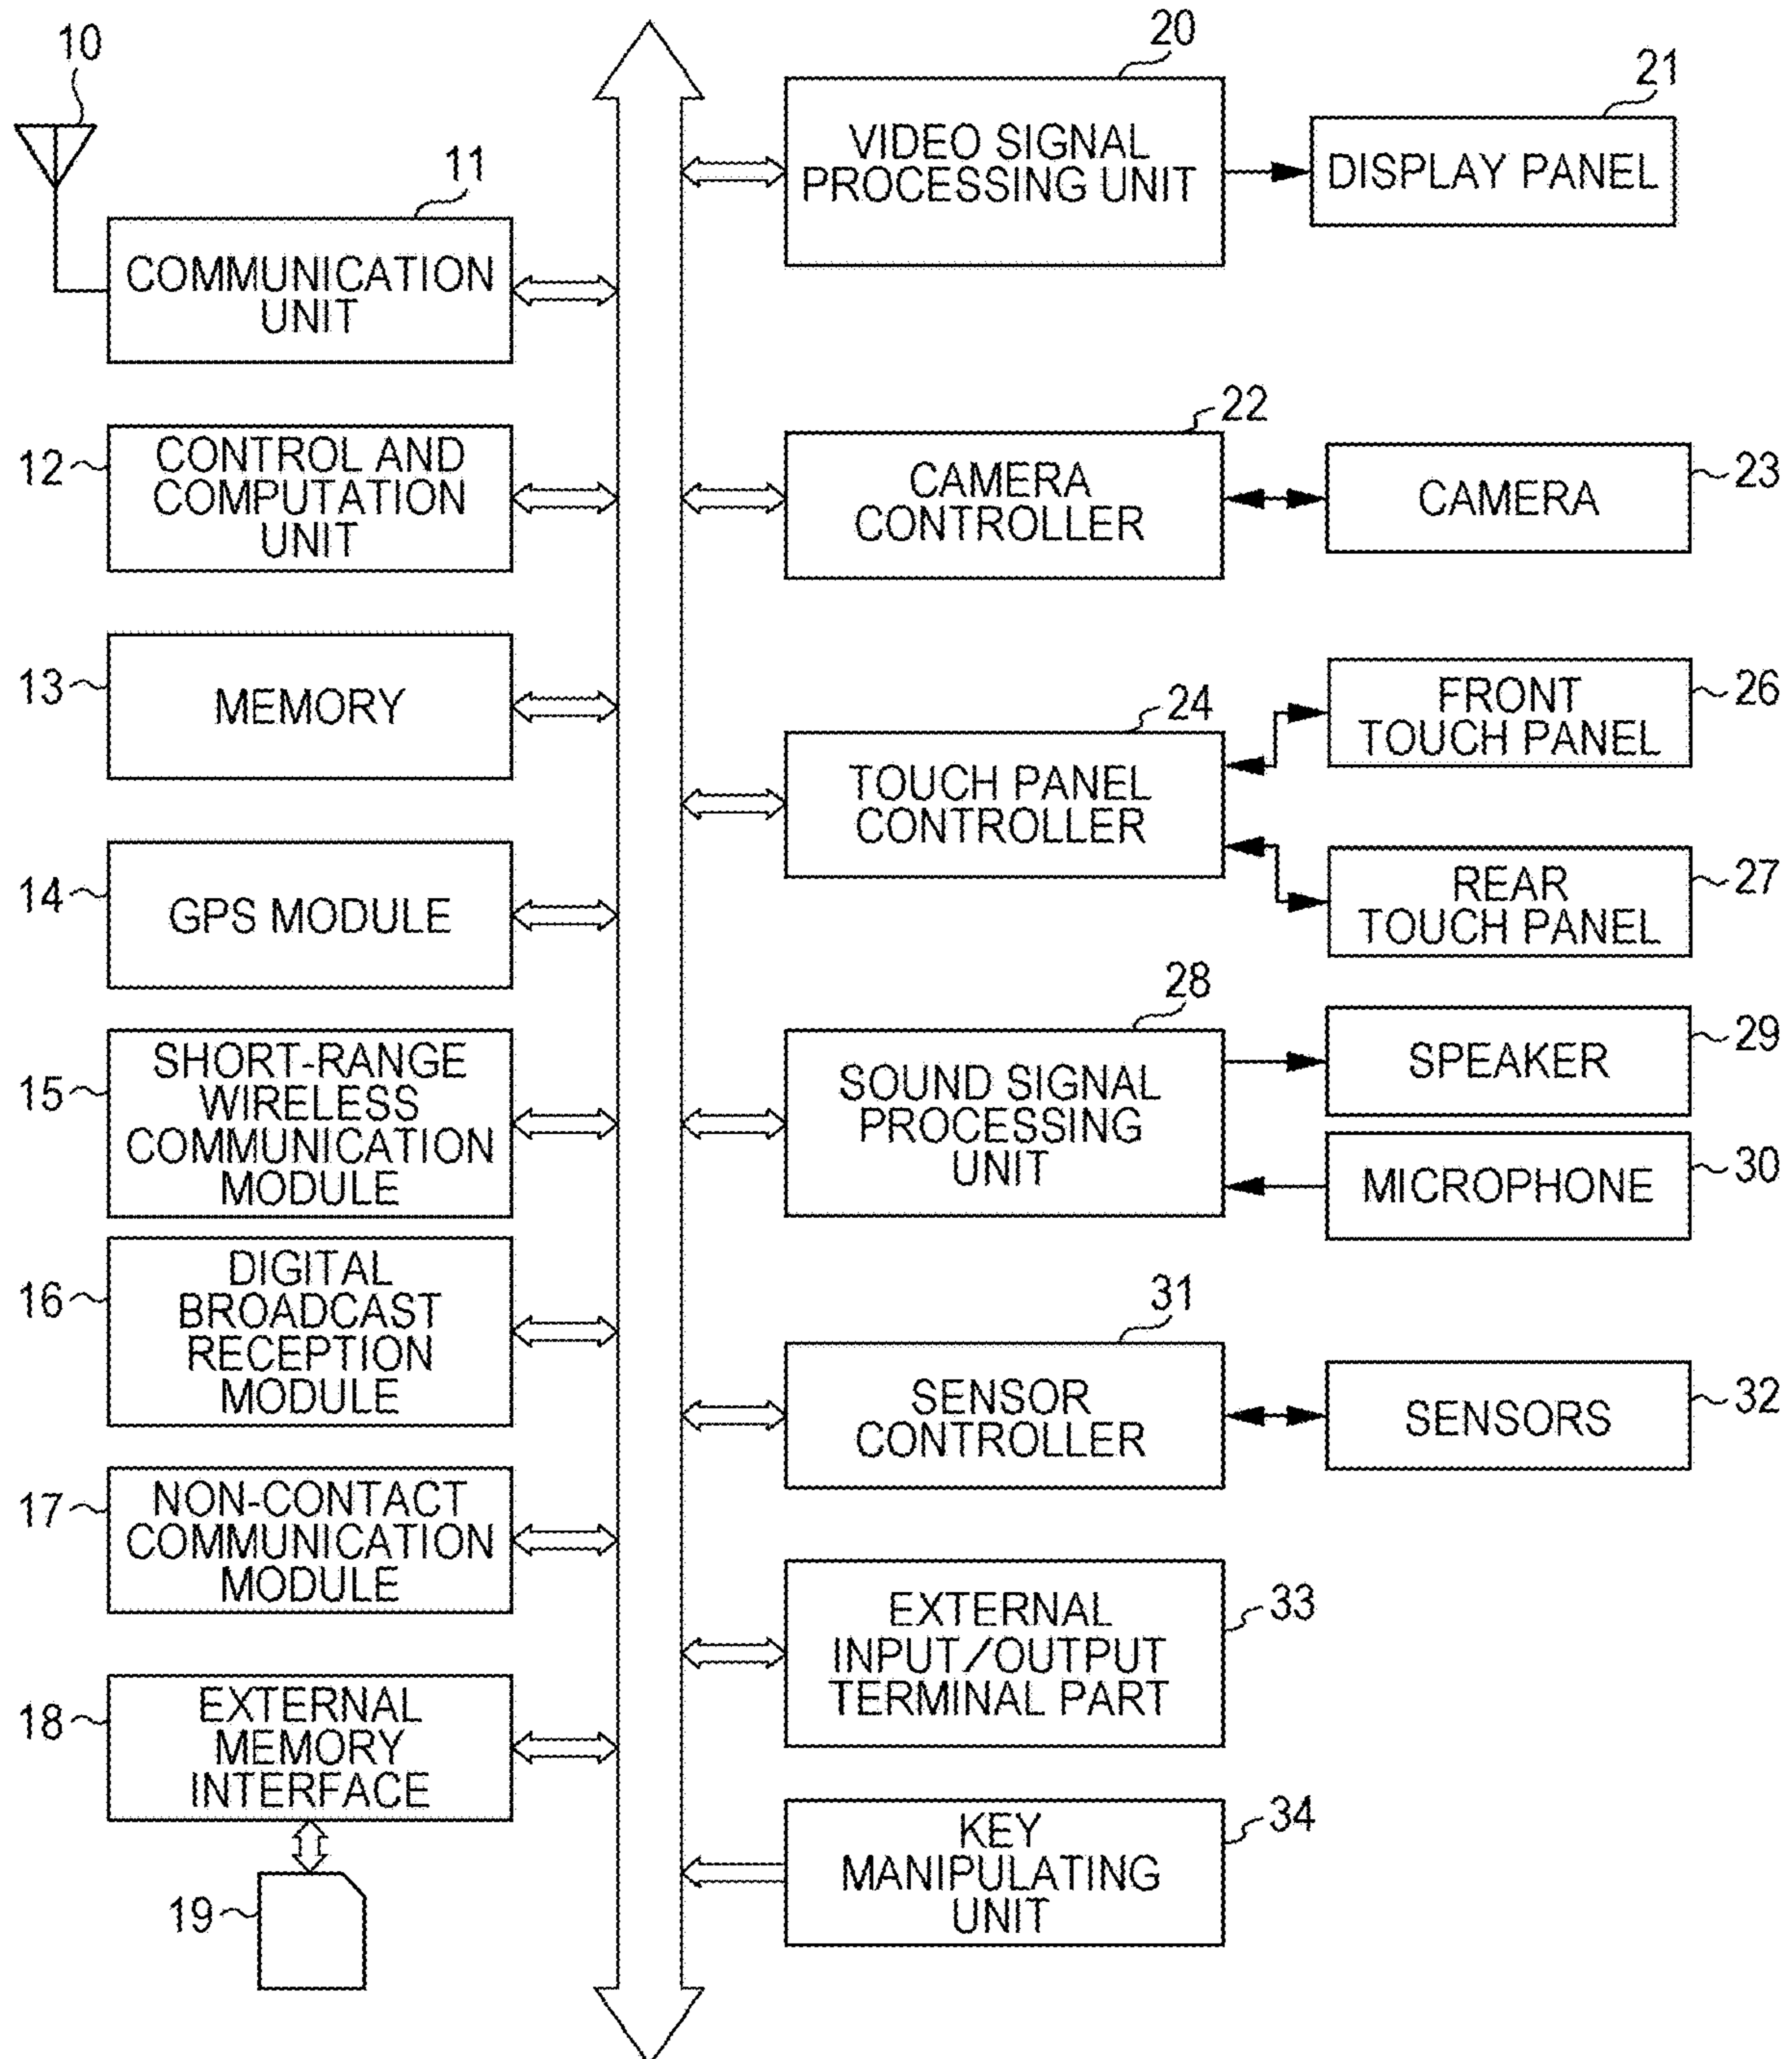 10
11
COMMUNICATION
UNIT
12
CONTROL AND
COMPUTATION
UNIT
13
MEMORY
14
GPS MODULE
15
SHORT-RANGE
WIRELESS
COMMUNICATION
MODULE
16
DIGITAL
BROADCAST
RECEPTION
MODULE
17
NON-CONTACT
COMMUNICATION
MODULE
18
EXTERNAL
MEMORY
INTERFACE
19
20
VIDEO SIGNAL
PROCESSING UNIT
21
DISPLAY PANEL
22
CAMERA
CONTROLLER
23
CAMERA
24
TOUCH PANEL
CONTROLLER
26
FRONT
TOUCH PANEL
27
REAR
TOUCH PANEL
28
SOUND SIGNAL
PROCESSING
UNIT
29
SPEAKER
30
MICROPHONE
31
SENSOR
CONTROLLER
32
SENSORS
33
EXTERNAL
INPUT/OUTPUT
TERMINAL PART
34
KEY
MANIPULATING
UNIT